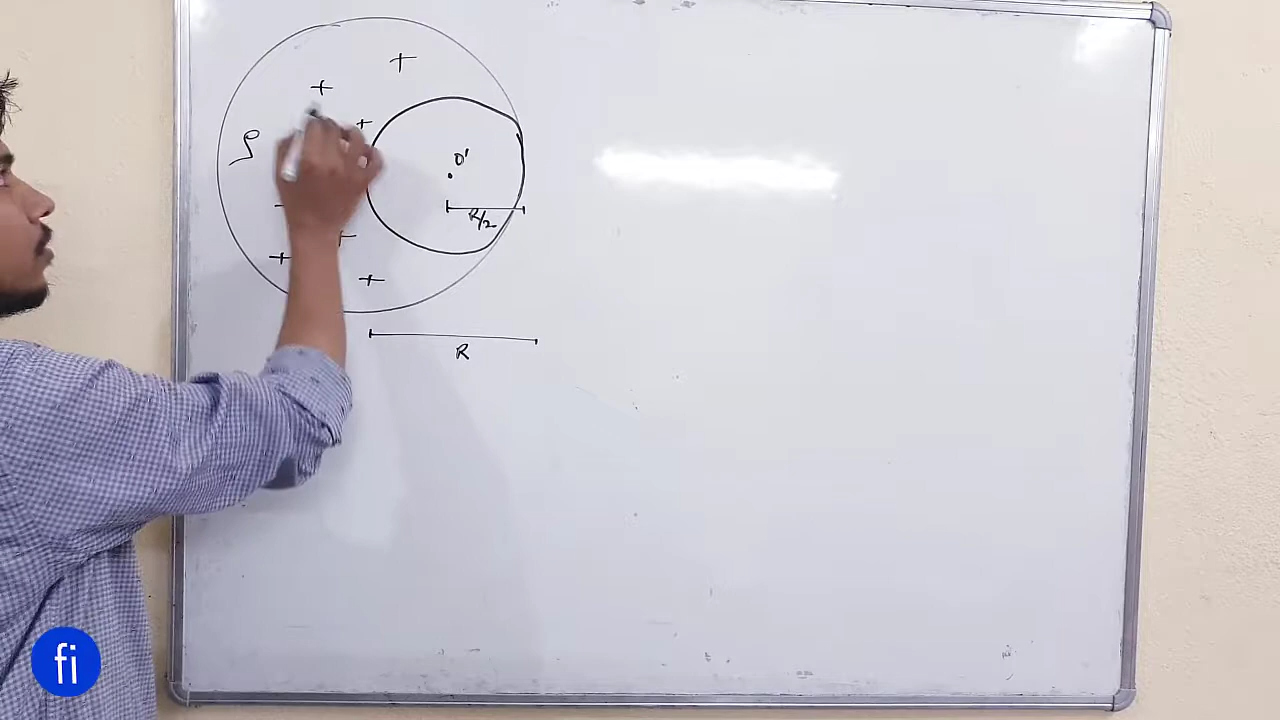 +
+
+
ρ
O'
R/2
+
+
+
R
fi